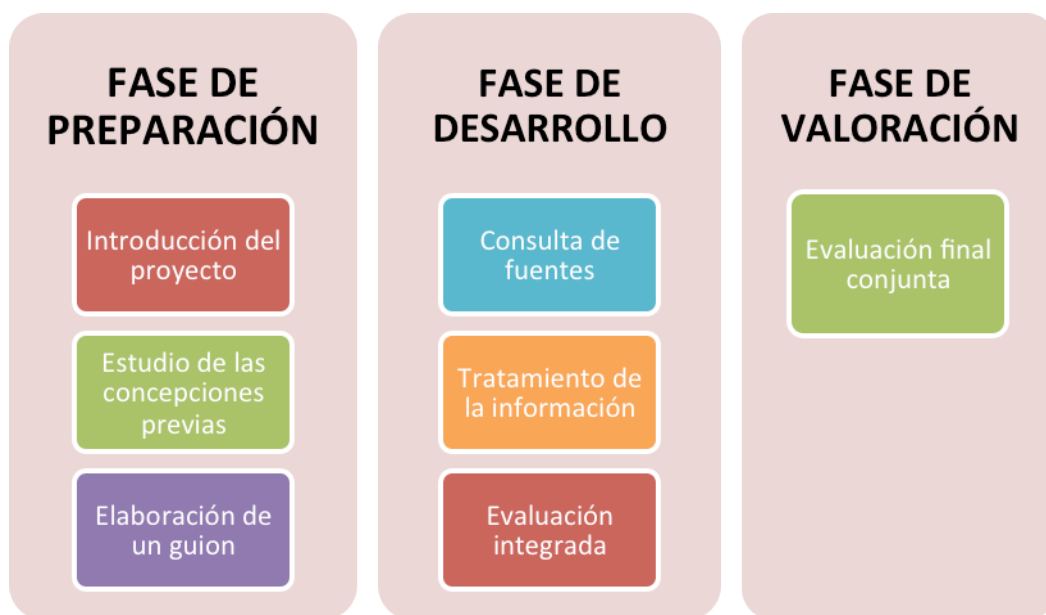 FASE DE
PREPARACIÓN
Introducción del
proyecto
Estudio de las
concepciones
previas
Elaboración de
un guion
FASE DE
DESARROLLO
Consulta de
fuentes
Tratamiento de
la información
Evaluación
integrada
FASE DE
VALORACIÓN
Evaluación final
conjunta